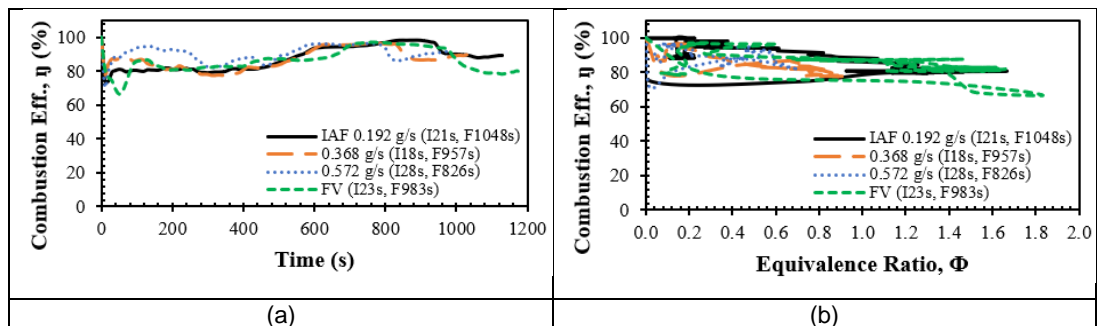 Combustion Eff., η (%)
100
80
60
40
20
0
IAF 0.192 g/s (I21s, F1048s)
0.368 g/s (I18s, F957s)
0.572 g/s (I28s, F826s)
FV (I23s, F983s)
0 200 400 600 800 1000 1200
Time (s)
(a)
Combustion Eff., η (%)
100
80
60
40
20
0
IAF 0.192 g/s (I21s, F1048s)
0.368 g/s (I18s, F957s)
0.572 g/s (I28s, F826s)
FV (I23s, F983s)
0.0 0.2 0.4 0.6 0.8 1.0 1.2 1.4 1.6 1.8 2.0
Equivalence Ratio, Φ
(b)